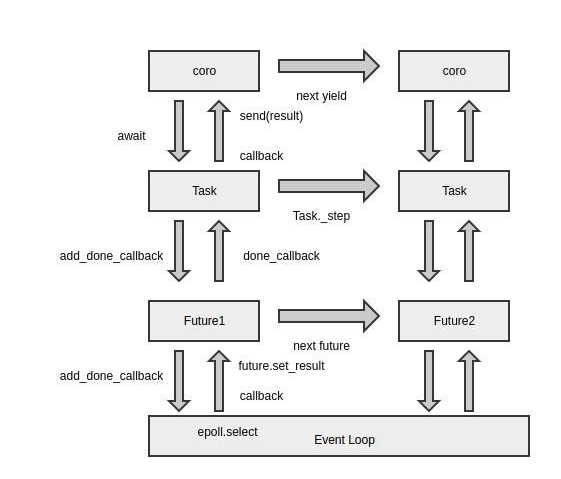 coro
coro
next yield
send(result)
await
callback
Task
Task
Task._step
add_done_callback
done_callback
Future1
Future2
next future
future.set_result
add_done_callback
callback
epoll.select
Event Loop